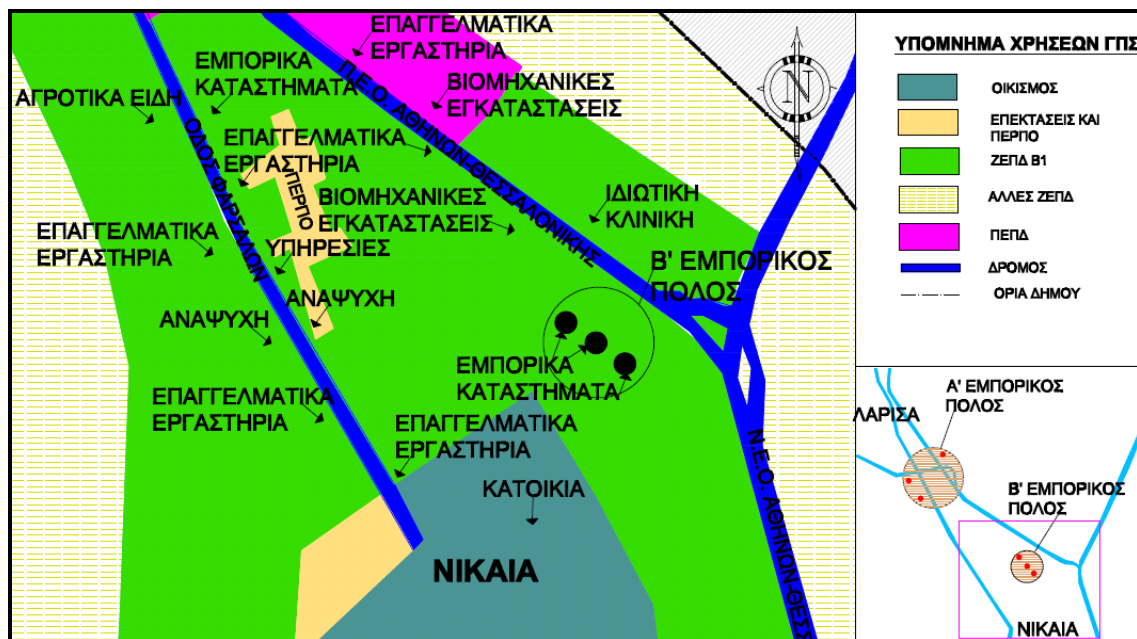 ΕΠΑΓΓΕΛΜΑΤΙΚΑ
ΕΡΓΑΣΤΗΡΙΑ
ΕΜΠΟΡΙΚΑ
ΚΑΤΑΣΤΗΜΑΤΑ
ΑΓΡΟΤΙΚΑ ΕΙΔΗ
ΒΙΟΜΗΧΑΝΙΚΕΣ
ΕΓΚΑΤΑΣΤΑΣΕΙΣ
Π.Ε.Ο. ΑΘΗΝΩΝ-ΘΕΣΣΑΛΟΝΙΚΗΣ
ΟΔΟΣ ΦΑΡΣΑΛΩΝ
ΕΠΑΓΓΕΛΜΑΤΙΚΑ
ΕΡΓΑΣΤΗΡΙΑ
ΠΕΡΠΟ
ΒΙΟΜΗΧΑΝΙΚΕΣ
ΕΓΚΑΤΑΣΤΑΣΕΙΣ
ΙΔΙΩΤΙΚΗ
ΚΛΙΝΙΚΗ
ΕΠΑΓΓΕΛΜΑΤΙΚΑ
ΕΡΓΑΣΤΗΡΙΑ
ΥΠΗΡΕΣΙΕΣ
Β' ΕΜΠΟΡΙΚΟΣ
ΠΟΛΟΣ
ΑΝΑΨΥΧΗ
ΑΝΑΨΥΧΗ
ΕΜΠΟΡΙΚΑ
ΚΑΤΑΣΤΗΜΑΤΑ
ΕΠΑΓΓΕΛΜΑΤΙΚΑ
ΕΡΓΑΣΤΗΡΙΑ
ΕΠΑΓΓΕΛΜΑΤΙΚΑ
ΕΡΓΑΣΤΗΡΙΑ
ΚΑΤΟΙΚΙΑ
ΝΙΚΑΙΑ
Ν.Ε.Ο. ΑΘΗΝΩΝ-ΘΕΣΣ
N
ΥΠΟΜΝΗΜΑ ΧΡΗΣΕΩΝ ΓΠΣ
ΟΙΚΙΣΜΟΣ
ΕΠΕΚΤΑΣΕΙΣ ΚΑΙ
ΠΕΡΠΟ
ΖΕΠΔ Β1
ΑΛΛΕΣ ΖΕΠΔ
ΠΕΠΔ
ΔΡΟΜΟΣ
ΟΡΙΑ ΔΗΜΟΥ
Α' ΕΜΠΟΡΙΚΟΣ
ΠΟΛΟΣ
ΛΑΡΙΣΑ
Β' ΕΜΠΟΡΙΚΟΣ
ΠΟΛΟΣ
ΝΙΚΑΙΑ